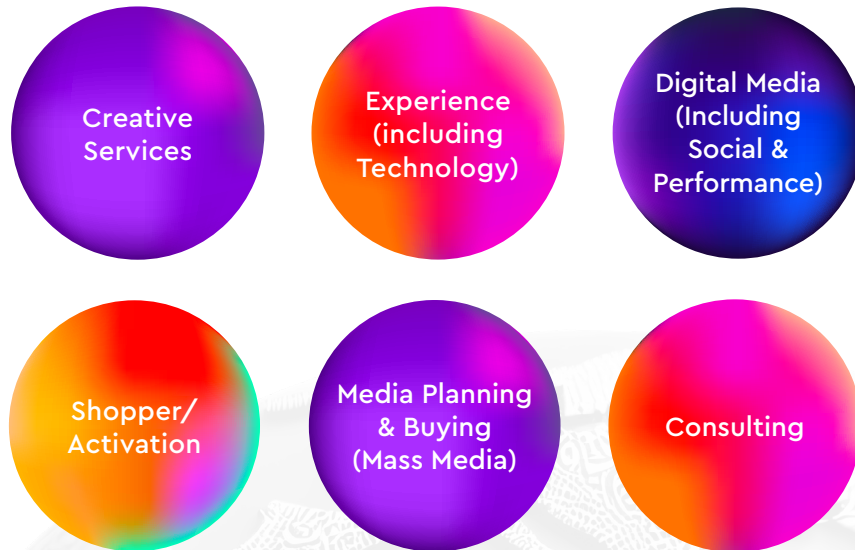 Creative
Services
Experience
(including
Technology)
Digital Media
(Including
Social &
Performance)
Shopper/
Activation
Media Planning
& Buying
(Mass Media)
Consulting